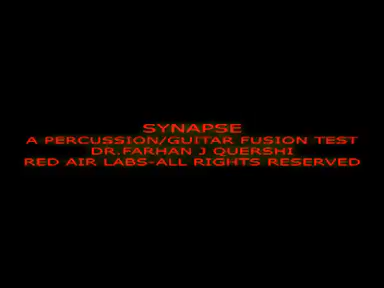 SYNAPSE
A PERCUSSION/GUITAR FUSION TEST
DR.FARHAN J QUERSHI
RED AIR LABS-ALL RIGHTS RESERVED